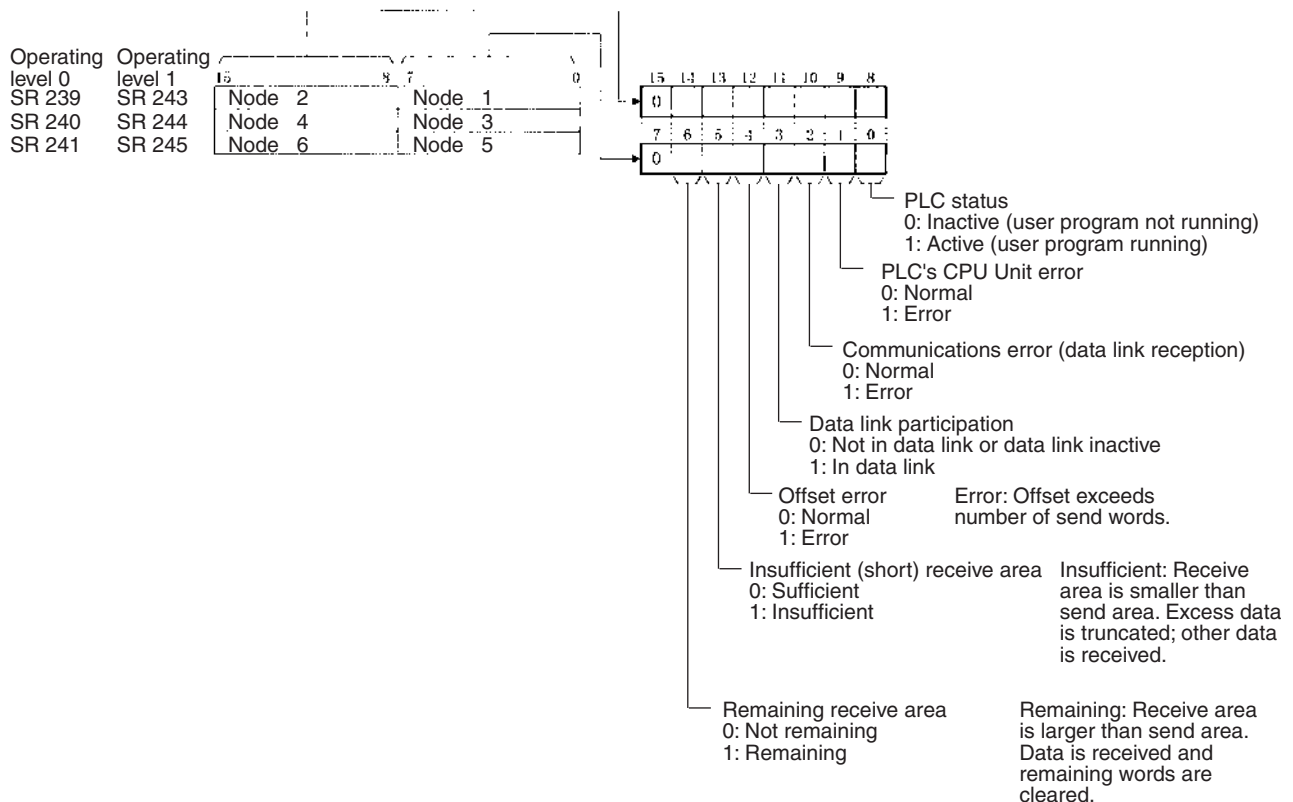 Operating Operating
level 0 level 1 15 8 7 0
SR 239 SR 243 Node 2 Node 1
SR 240 SR 244 Node 4 Node 3
SR 241 SR 245 Node 6 Node 5
15 14 13 12 11 10 9 8
0
7 6 5 4 3 2 1 0
0
PLC status
0: Inactive (user program not running)
1: Active (user program running)
PLC's CPU Unit error
0: Normal
1: Error
Communications error (data link reception)
0: Normal
1: Error
Data link participation
0: Not in data link or data link inactive
1: In data link
Offset error
0: Normal
1: Error
Error: Offset exceeds
number of send words.
Insufficient (short) receive area
0: Sufficient
1: Insufficient
Insufficient: Receive
area is smaller than
send area. Excess data
is truncated; other data
is received.
Remaining receive area
0: Not remaining
1: Remaining
Remaining: Receive area
is larger than send area.
Data is received and
remaining words are
cleared.